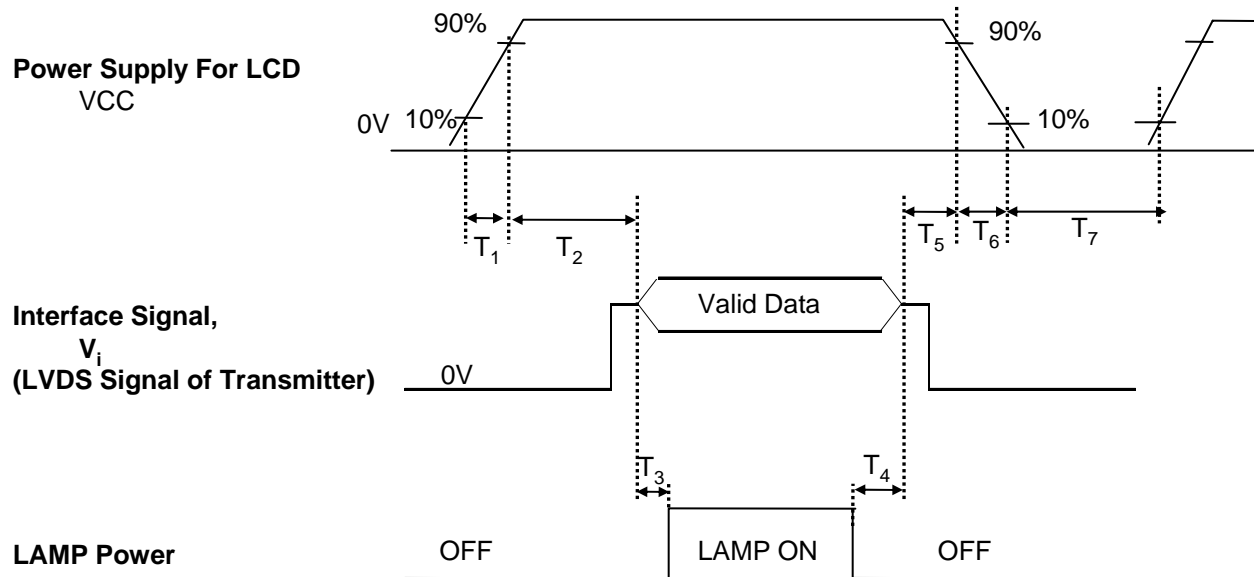 90%
90%
Power Supply For LCD
VCC
0V
10%
10%
T1
T2
T5
T6
T7
Interface Signal,
Vi
(LVDS Signal of Transmitter)
Valid Data
0V
T3
T4
LAMP Power
OFF
LAMP ON
OFF